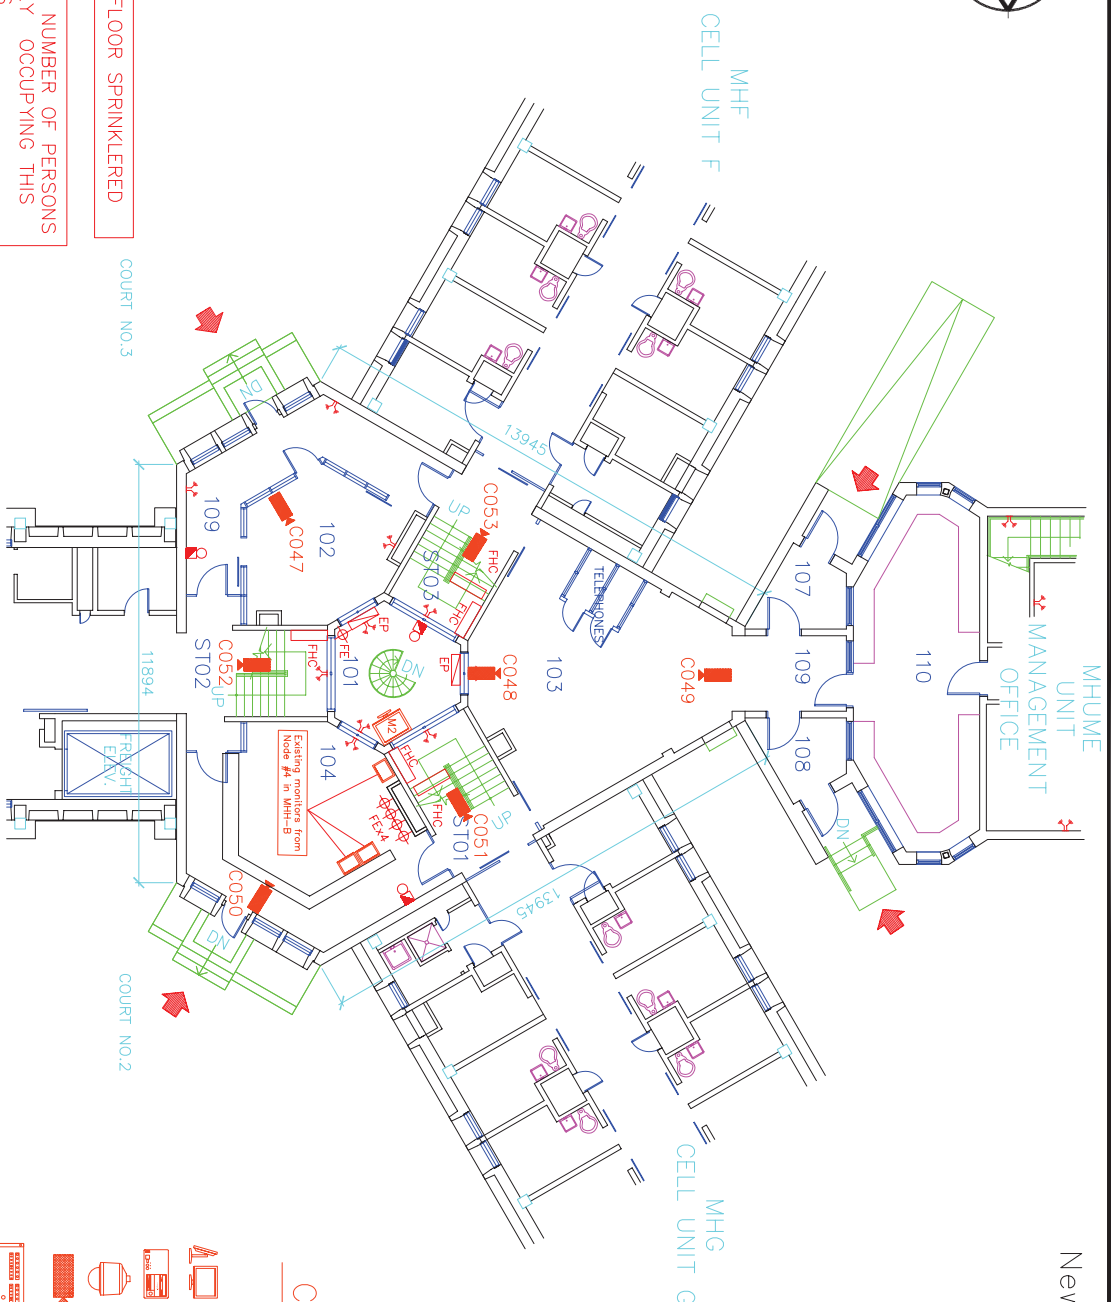 FLOOR SPRINKLERED
NUMBER OF PERSONS
OCCUPYING THIS
MHF
CELL UNIT F
COURT NO.3
DN
13945
UP
C053
FHC
ST03
FHC
TELEPHONES
C047
102
109
EP
FE
101
DN
EP
C048
103
C049
107
109
108
110
MANAGEMENT
OFFICE
MHUME
UNIT
DN
C052
ST02
UP
FHC
11894
FREIGHT
ELEV.
M2
104
Existing monitors from
Node #4 in MHH-B
FHC
FEx4
FHC
C051
ST01
UP
C050
DN
13945
COURT NO.2
MHG
CELL UNIT G
New
C